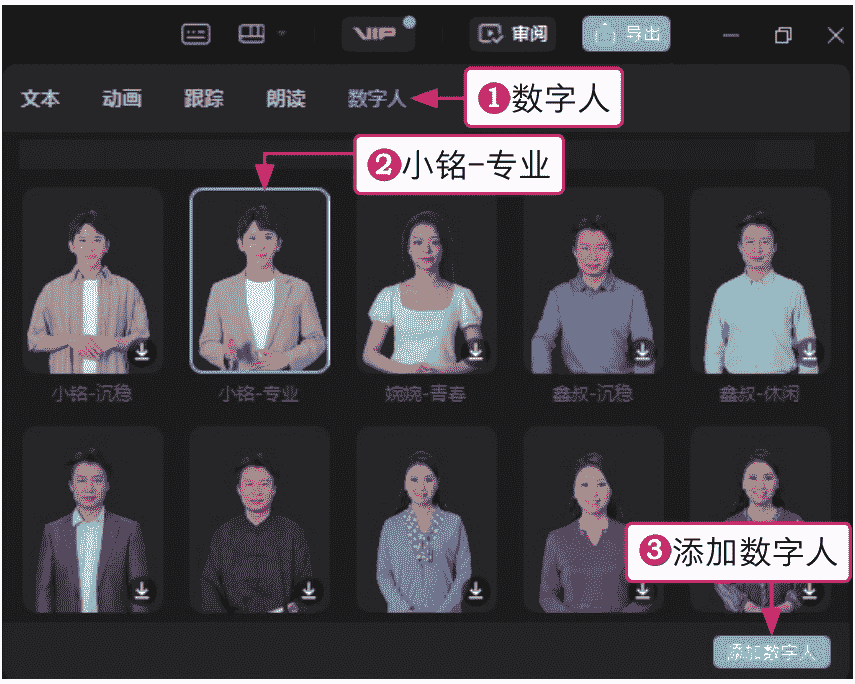 VIP 审阅 导出
文本 动画 跟踪 朗读 数字人 ❶数字人
❷小铭-专业
小铭-沉稳 小铭-专业 婉婉-青春 鑫叔-沉稳 鑫叔-休闲
❸添加数字人
添加数字人